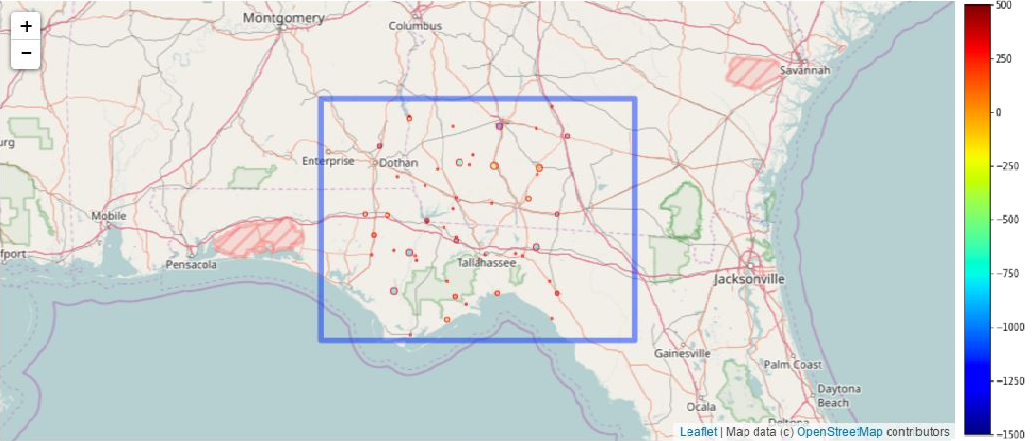 Montgomery
Columbus
+
−
Savannah
urg
Enterprise
Dothan
Mobile
fport
Pensacola
Tallahassee
Jacksonville
Gainesville
Palm Coast
Daytona
Beach
Ocala
Deltona
Leaflet | Map data (c) OpenStreetMap contributors
500
250
0
−250
−500
−750
−1000
−1250
−1500